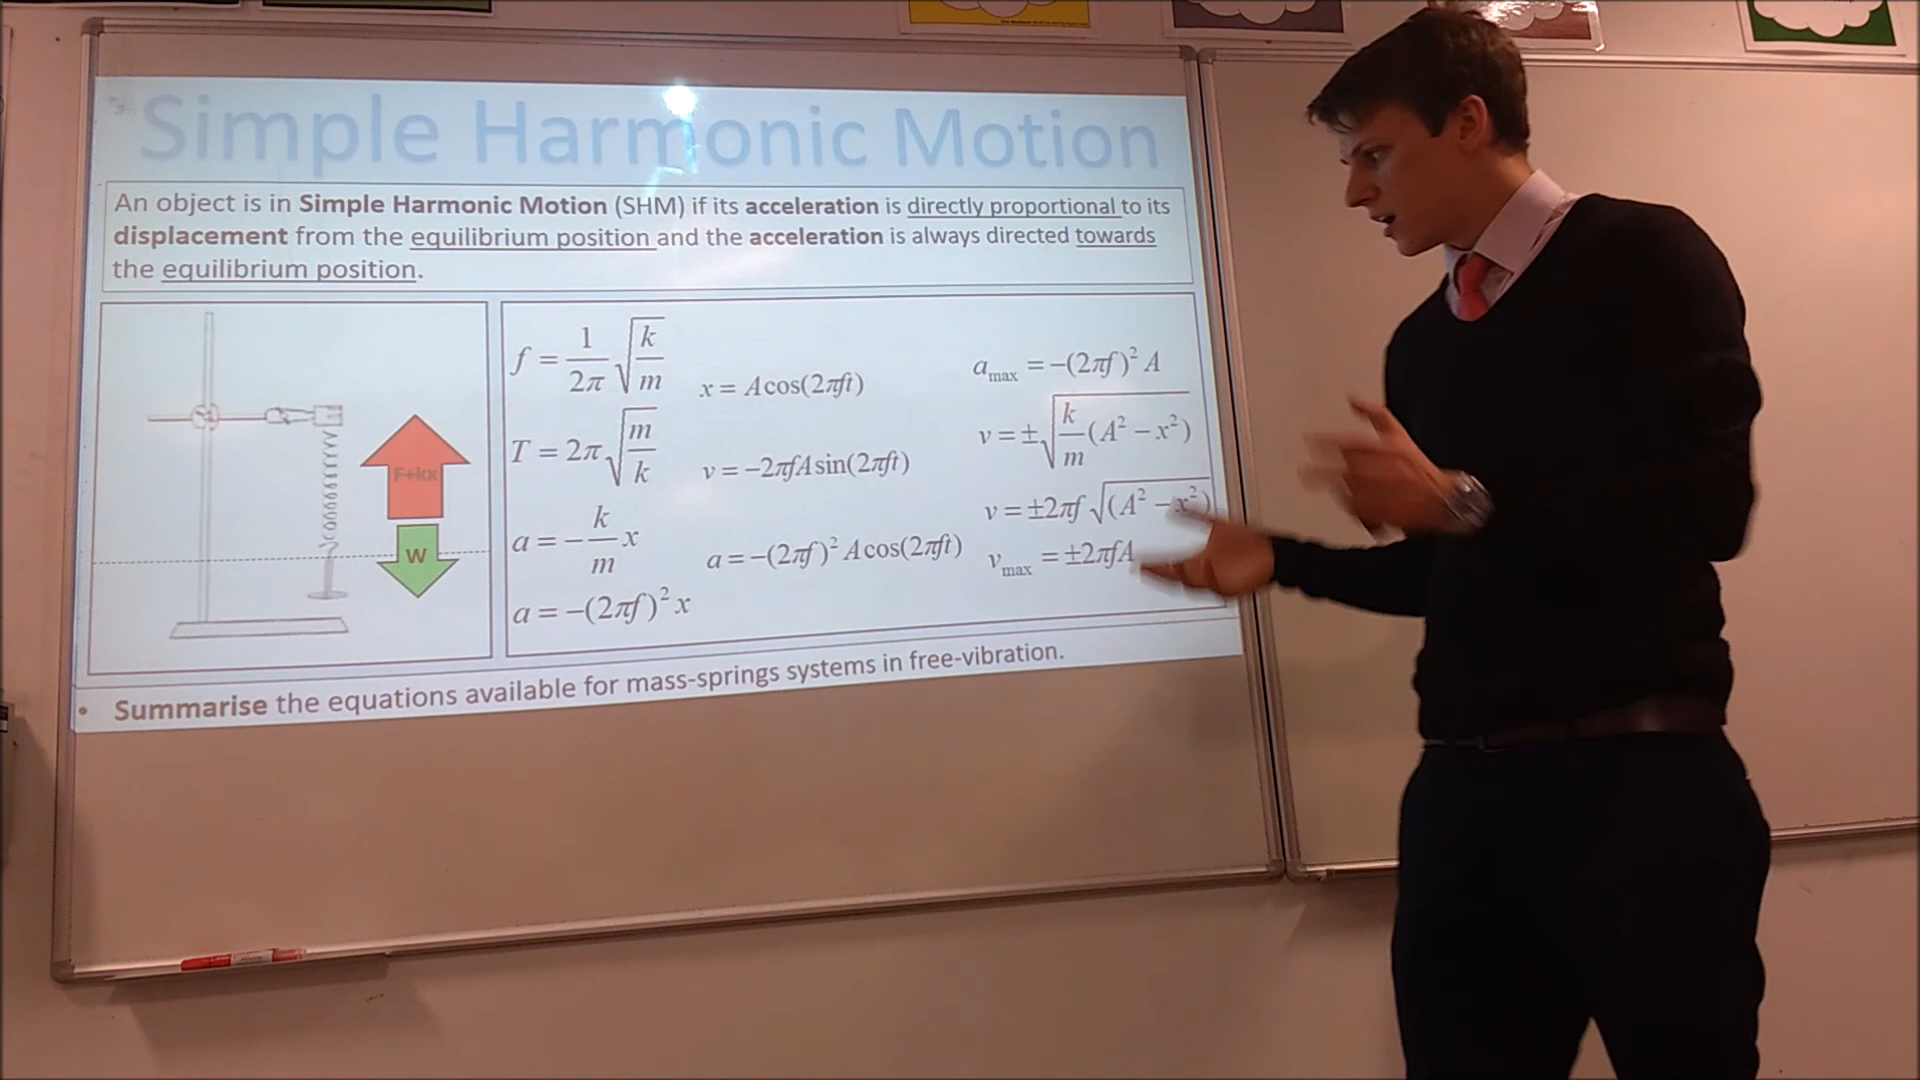 Simple Harmonic Motion
An object is in Simple Harmonic Motion (SHM) if its acceleration is directly proportional to its
displacement from the equilibrium position and the acceleration is always directed towards
the equilibrium position.
F+kx
W
f = 1/2π √(k/m)
T = 2π √(m/k)
a = −k/m x
a = −(2πf)² x
x = A cos(2πft)
v = −2πfA sin(2πft)
a = −(2πf)² A cos(2πft)
a_max = −(2πf)² A
v = ±√(k/m (A² − x²))
v = ±2πf √(A² − x²)
v_max = ±2πfA
• Summarise the equations available for mass-springs systems in free-vibration.